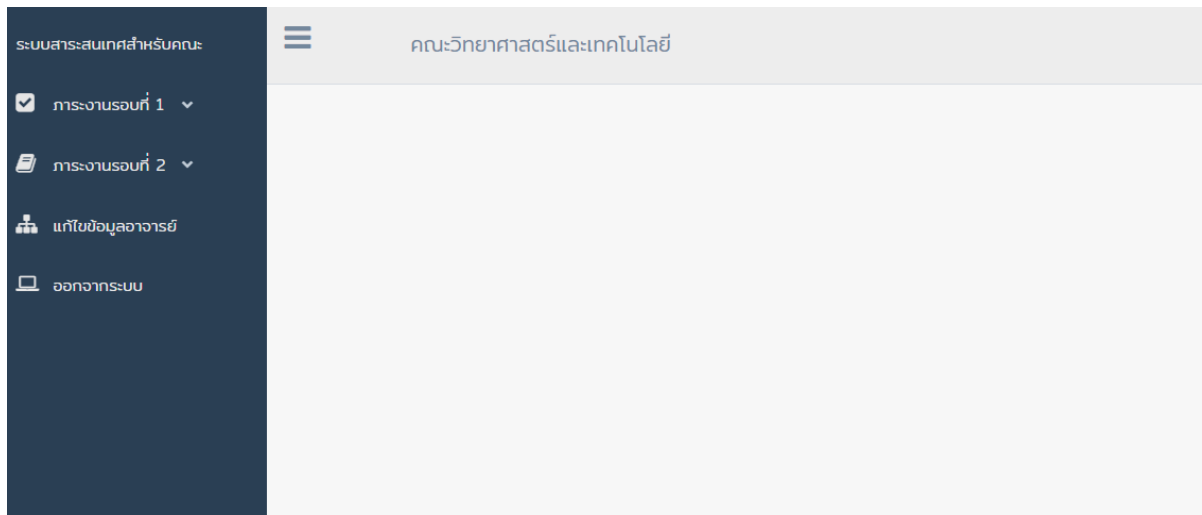 ระบบสาระสนเทศสำหรับคณะ
คณะวิทยาศาสตร์และเทคโนโลยี
ภาระงานรอบที่ 1
ภาระงานรอบที่ 2
แก้ไขข้อมูลอาจารย์
ออกจากระบบ